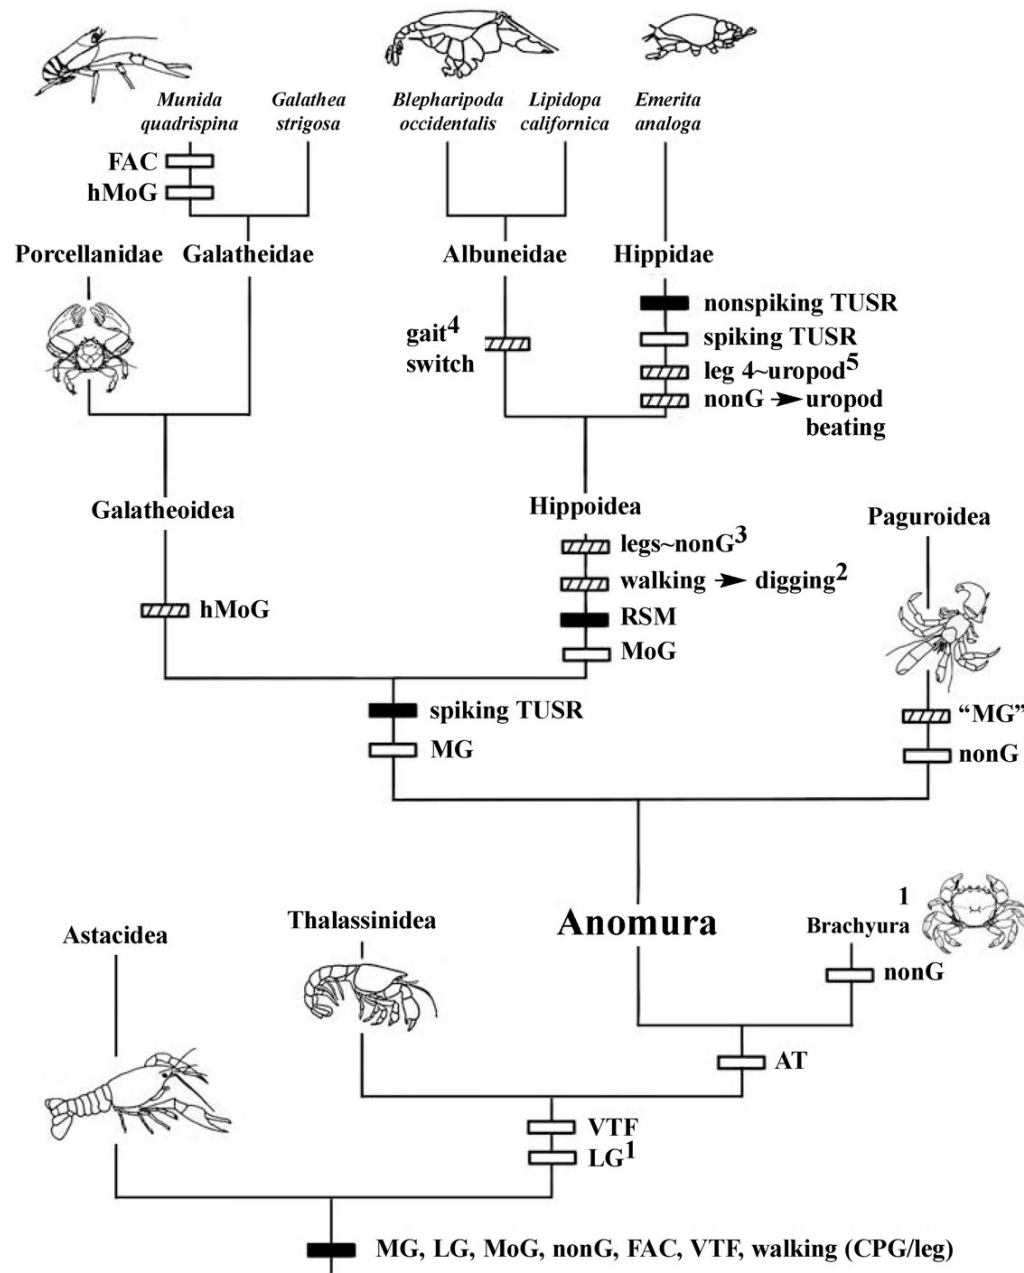 Munida
quadrispina
Galathea
strigosa
Blepharipoda
occidentalis
Lipidopa
californica
Emerita
analoga
FAC
hMoG
Porcellanidae
Galatheidae
Albuneidae
Hippidae
nonspiking TUSR
spiking TUSR
leg 4~uropod5
nonG → uropod
beating
gait4
switch
Galatheoidea
Hippoidea
Paguroidea
legs~nonG3
walking → digging2
RSM
MoG
hMoG
spiking TUSR
MG
“MG”
nonG
Astacidea
Thalassinidea
Anomura
1
Brachyura
nonG
AT
VTF
LG1
MG, LG, MoG, nonG, FAC, VTF, walking (CPG/leg)